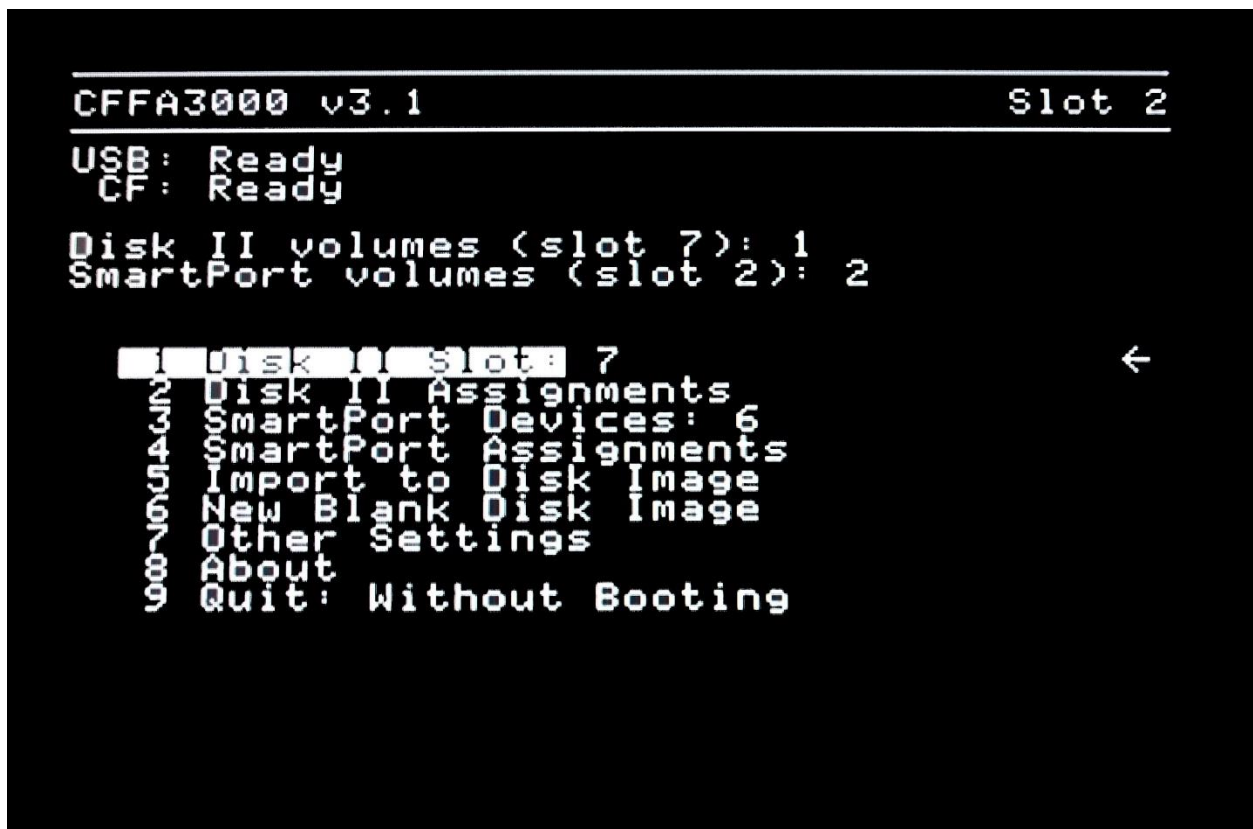 CFFA3000 v3.1 Slot 2
USB: Ready
CF: Ready
Disk II volumes (slot 7): 1
SmartPort volumes (slot 2): 2
1 Disk II Slot: 7 ←
2 Disk II Assignments
3 SmartPort Devices: 6
4 SmartPort Assignments
5 Import to Disk Image
6 New Blank Disk Image
7 Other Settings
8 About
9 Quit: Without Booting